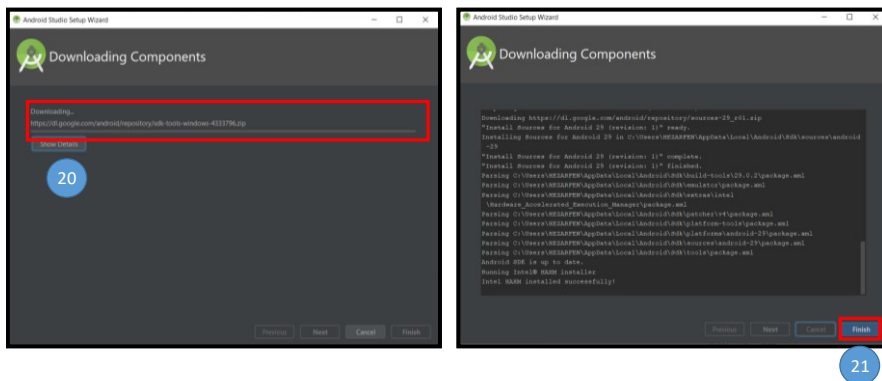 Android Studio Setup Wizard
Downloading Components
Downloading...
https://dl.google.com/android/repository/sdk-tools-windows-4333796.zip
Show Details
20
Previous Next Cancel Finish
Android Studio Setup Wizard
Downloading Components
Downloading https://dl.google.com/android/repository/sources-29_r01.zip
"Install Sources for Android 29 (revision: 1)" ready.
Installing Sources for Android 29 in C:\Users\HEZARFEN\AppData\Local\Android\Sdk\sources\android
-29
"Install Sources for Android 29 (revision: 1)" complete.
"Install Sources for Android 29 (revision: 1)" finished.
Parsing C:\Users\HEZARFEN\AppData\Local\Android\Sdk\build-tools\29.0.2\package.xml
Parsing C:\Users\HEZARFEN\AppData\Local\Android\Sdk\emulator\package.xml
Parsing C:\Users\HEZARFEN\AppData\Local\Android\Sdk\extras\intel
\Hardware_Accelerated_Execution_Manager\package.xml
Parsing C:\Users\HEZARFEN\AppData\Local\Android\Sdk\patcher\v4\package.xml
Parsing C:\Users\HEZARFEN\AppData\Local\Android\Sdk\platform-tools\package.xml
Parsing C:\Users\HEZARFEN\AppData\Local\Android\Sdk\platforms\android-29\package.xml
Parsing C:\Users\HEZARFEN\AppData\Local\Android\Sdk\sources\android-29\package.xml
Parsing C:\Users\HEZARFEN\AppData\Local\Android\Sdk\tools\package.xml
Android SDK is up to date.
Running Intel® HAXM installer
Intel HAXM installed successfully!
Previous Next Cancel Finish
21